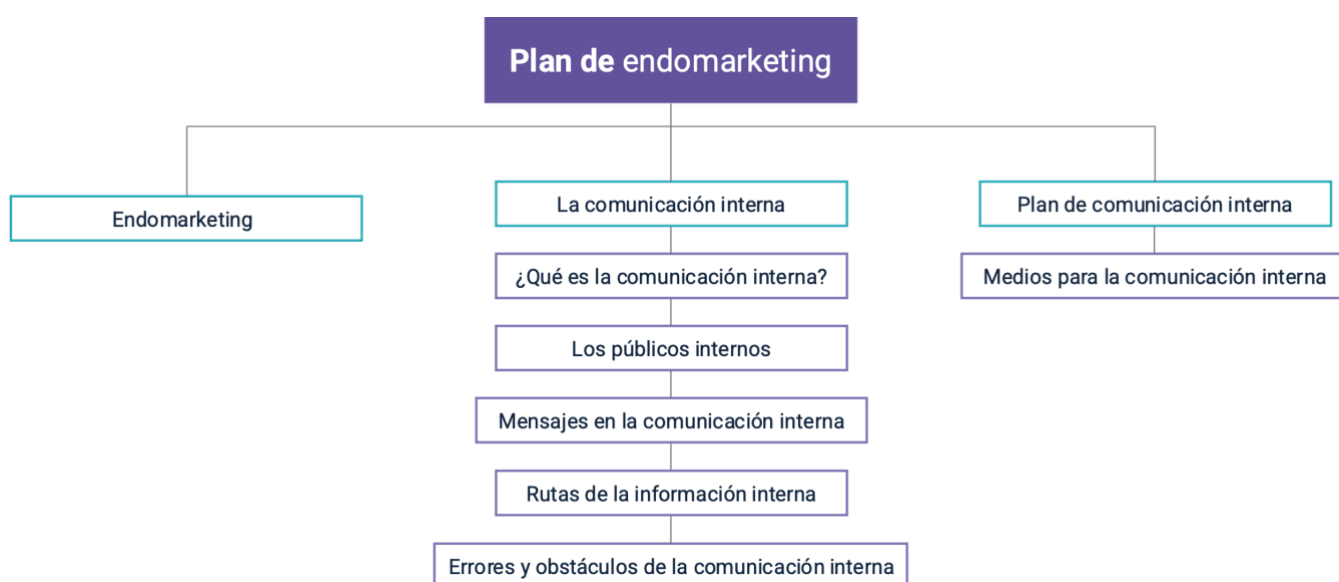 Plan de endomarketing
Endomarketing
La comunicación interna
¿Qué es la comunicación interna?
Los públicos internos
Mensajes en la comunicación interna
Rutas de la información interna
Errores y obstáculos de la comunicación interna
Plan de comunicación interna
Medios para la comunicación interna